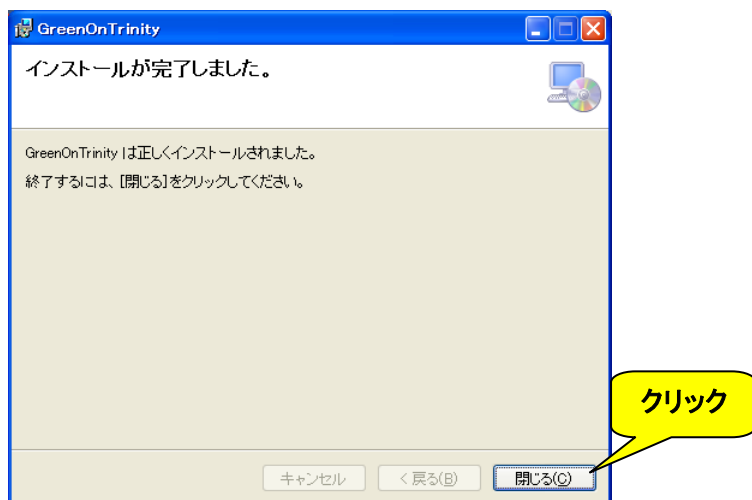 GreenOnTrinity
インストールが完了しました。
GreenOnTrinity は正しくインストールされました。
終了するには、[閉じる]をクリックしてください。
クリック
キャンセル
< 戻る(B)
閉じる(C)